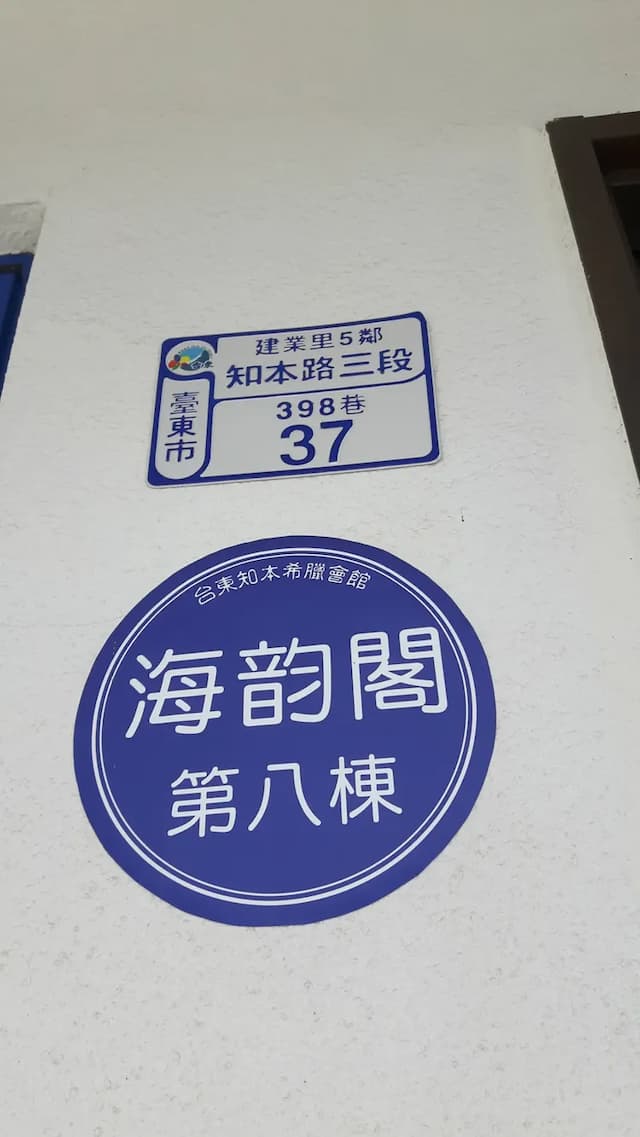 建業里5鄰
知本路三段
臺東市
398巷
37
台東知本希臘會館
海韵閣
第八棟